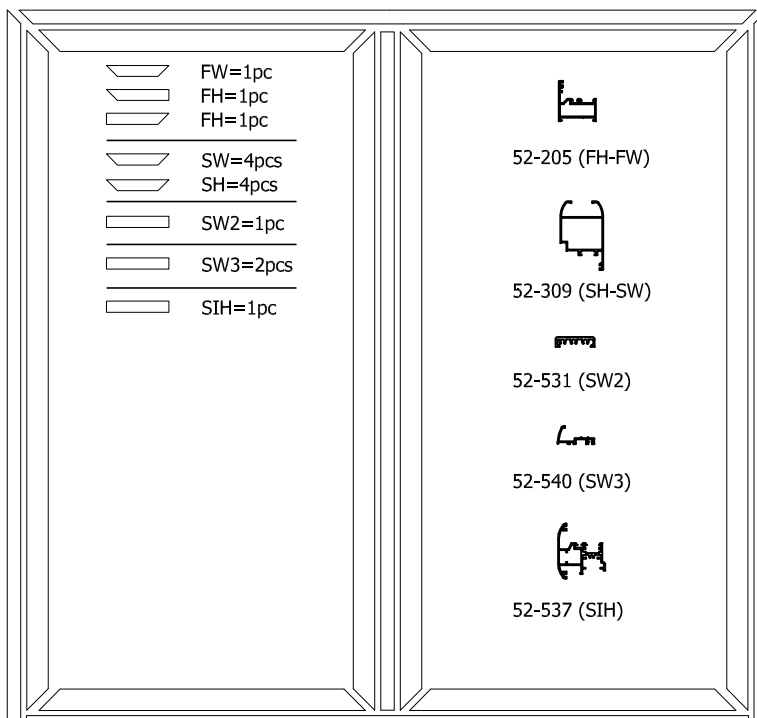 FW=1pc
FH=1pc
FH=1pc
SW=4pcs
SH=4pcs
SW2=1pc
SW3=2pcs
SIH=1pc
52-205 (FH-FW)
52-309 (SH-SW)
52-531 (SW2)
52-540 (SW3)
52-537 (SIH)